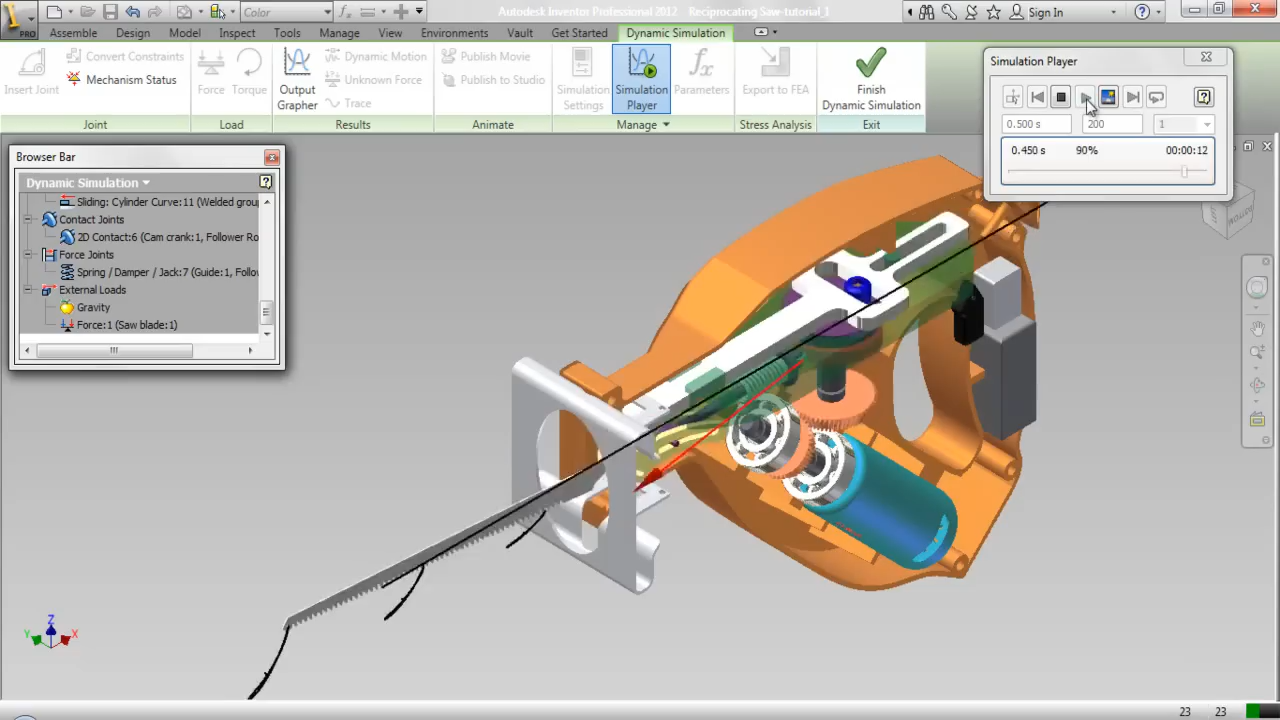 Color
Autodesk Inventor Professional 2012 Reciprocating Saw-tutorial_1
Sign In
PRO
Assemble Design Model Inspect Tools Manage View Environments Vault Get Started Dynamic Simulation
Insert Joint
Convert Constraints
Mechanism Status
Force
Torque
Output
Grapher
Dynamic Motion
Unknown Force
Trace
Publish Movie
Publish to Studio
Simulation
Settings
Simulation
Player
Parameters
Export to FEA
Finish
Dynamic Simulation
Joint Load Results Animate Manage Stress Analysis Exit
Simulation Player
0.500 s 200 1
0.450 s 90% 00:00:12
Browser Bar
Dynamic Simulation
Sliding: Cylinder Curve:11 (Welded grou
Contact Joints
2D Contact:6 (Cam crank:1, Follower Ro
Force Joints
Spring / Damper / Jack:7 (Guide:1, Follov
External Loads
Gravity
Force:1 (Saw blade:1)
Z
Y X
23 23